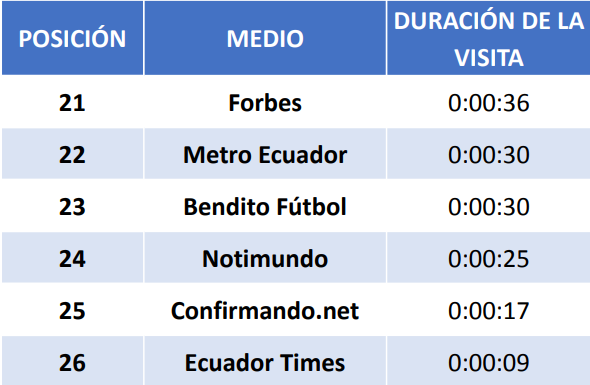 POSICIÓN MEDIO DURACIÓN DE LA VISITA
21 Forbes 0:00:36
22 Metro Ecuador 0:00:30
23 Bendito Fútbol 0:00:30
24 Notimundo 0:00:25
25 Confirmando.net 0:00:17
26 Ecuador Times 0:00:09